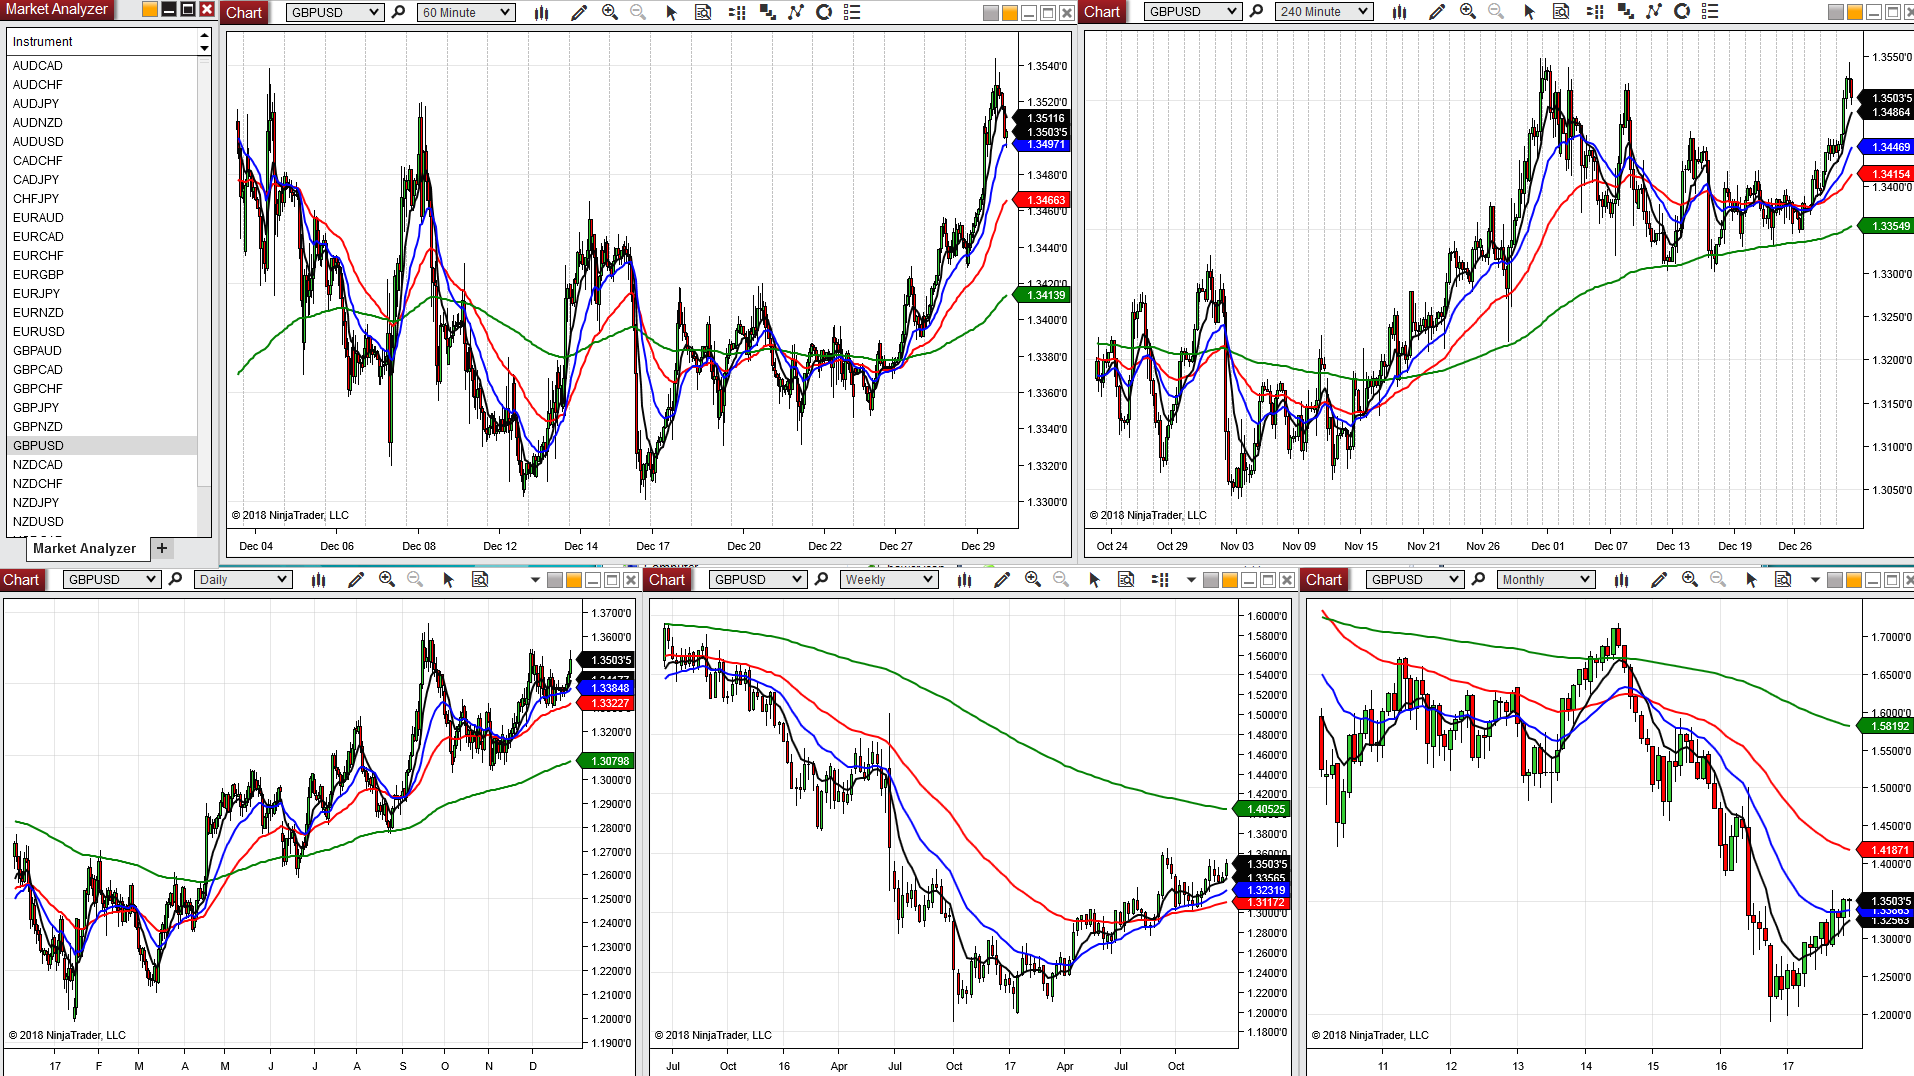 Market Analyzer
Instrument
AUDCAD
AUDCHF
AUDJPY
AUDNZD
AUDUSD
CADCHF
CADJPY
CHFJPY
EURAUD
EURCAD
EURCHF
EURGBP
EURJPY
EURNZD
EURUSD
GBPAUD
GBPCAD
GBPCHF
GBPJPY
GBPNZD
GBPUSD
NZDCAD
NZDCHF
NZDJPY
NZDUSD
Market Analyzer +
Chart GBPUSD 60 Minute
1.3540'0
1.3520'0
1.35116
1.3503'5
1.34971
1.3480'0
1.34663
1.3460'0
1.3440'0
1.3420'0
1.34139
1.3400'0
1.3380'0
1.3360'0
1.3340'0
1.3320'0
1.3300'0
© 2018 NinjaTrader, LLC
Dec 04 Dec 06 Dec 08 Dec 12 Dec 14 Dec 17 Dec 20 Dec 22 Dec 27 Dec 29
Chart GBPUSD 240 Minute
1.3550'0
1.3503'5
1.34864
1.34469
1.34154
1.3400'0
1.33549
1.3300'0
1.3250'0
1.3200'0
1.3150'0
1.3100'0
1.3050'0
© 2018 NinjaTrader, LLC
Oct 24 Oct 29 Nov 03 Nov 09 Nov 15 Nov 21 Nov 26 Dec 01 Dec 07 Dec 13 Dec 19 Dec 26
Chart GBPUSD Daily
1.3700'0
1.3600'0
1.3503'5
1.33848
1.33227
1.3200'0
1.30798
1.3000'0
1.2900'0
1.2800'0
1.2700'0
1.2600'0
1.2500'0
1.2400'0
1.2300'0
1.2200'0
1.2100'0
1.2000'0
1.1900'0
© 2018 NinjaTrader, LLC
17 F M A M J J A S O N D
Chart GBPUSD Weekly
1.6000'0
1.5800'0
1.5600'0
1.5400'0
1.5200'0
1.5000'0
1.4800'0
1.4600'0
1.4400'0
1.4200'0
1.40525
1.3800'0
1.3600'0
1.3503'5
1.33565
1.32319
1.31172
1.3000'0
1.2800'0
1.2600'0
1.2400'0
1.2200'0
1.2000'0
1.1800'0
© 2018 NinjaTrader, LLC
Jul Oct 16 Apr Jul Oct 17 Apr Jul Oct
Chart GBPUSD Monthly
1.7000'0
1.6500'0
1.6000'0
1.58192
1.5500'0
1.5000'0
1.4500'0
1.41871
1.4000'0
1.3503'5
1.3000'0
1.2500'0
1.2000'0
© 2018 NinjaTrader, LLC
11 12 13 14 15 16 17